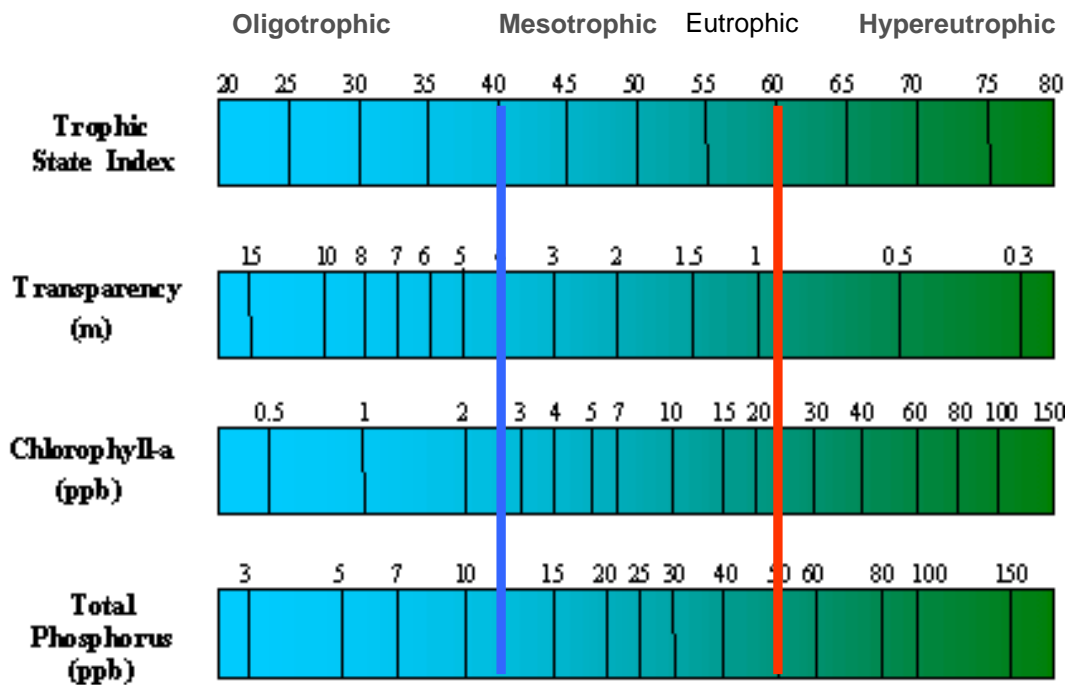 Oligotrophic Mesotrophic Eutrophic Hypereutrophic
20 25 30 35 40 45 50 55 60 65 70 75 80
Trophic
State Index
15 10 8 7 6 5 3 2 1.5 1 0.5 0.3
Transparency
(m)
0.5 1 2 3 4 5 7 10 15 20 30 40 60 80 100 150
Chlorophyll-a
(ppb)
3 5 7 10 15 20 25 30 40 50 60 80 100 150
Total
Phosphorus
(ppb)